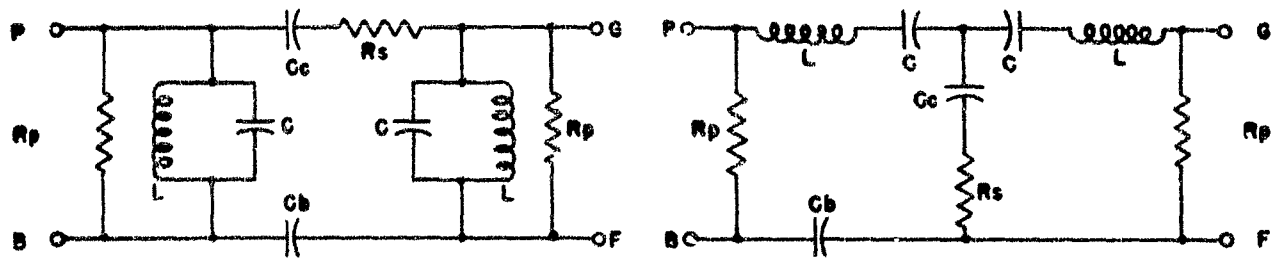 P Cc Rs G
Rp L C C L Rp
B Cb F
P L C C L G
Rp Cc Rs Rp
B Cb F